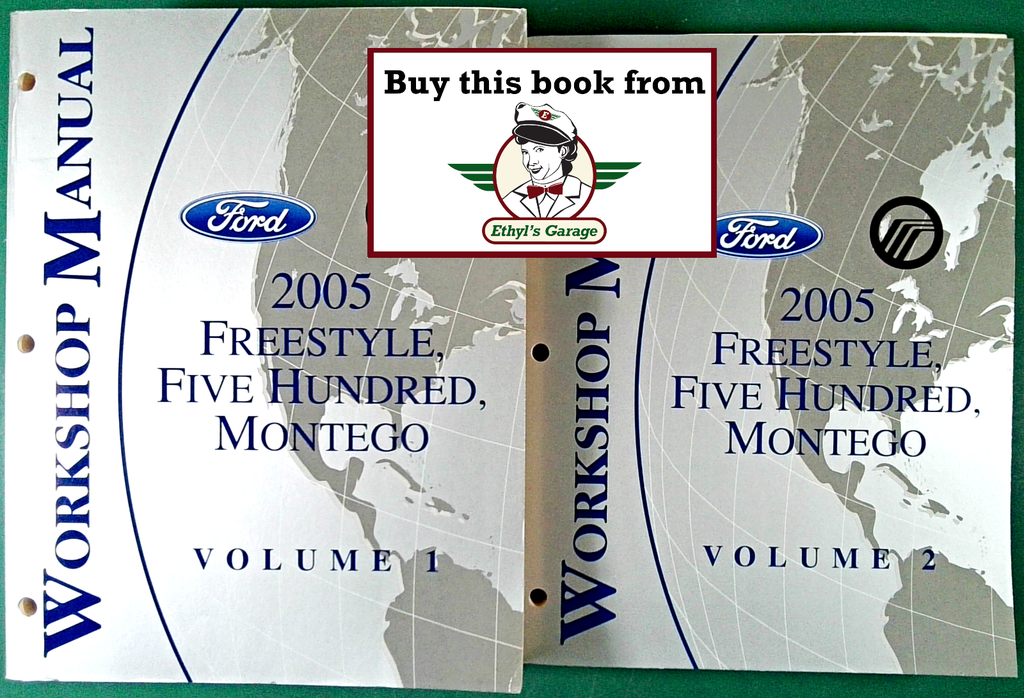 WORKSHOP MANUAL
Ford
2005
FREESTYLE,
FIVE HUNDRED,
MONTEGO
VOLUME 1
Buy this book from
E
Ethyl's Garage
WORKSHOP M
Ford
2005
FREESTYLE,
FIVE HUNDRED,
MONTEGO
VOLUME 2